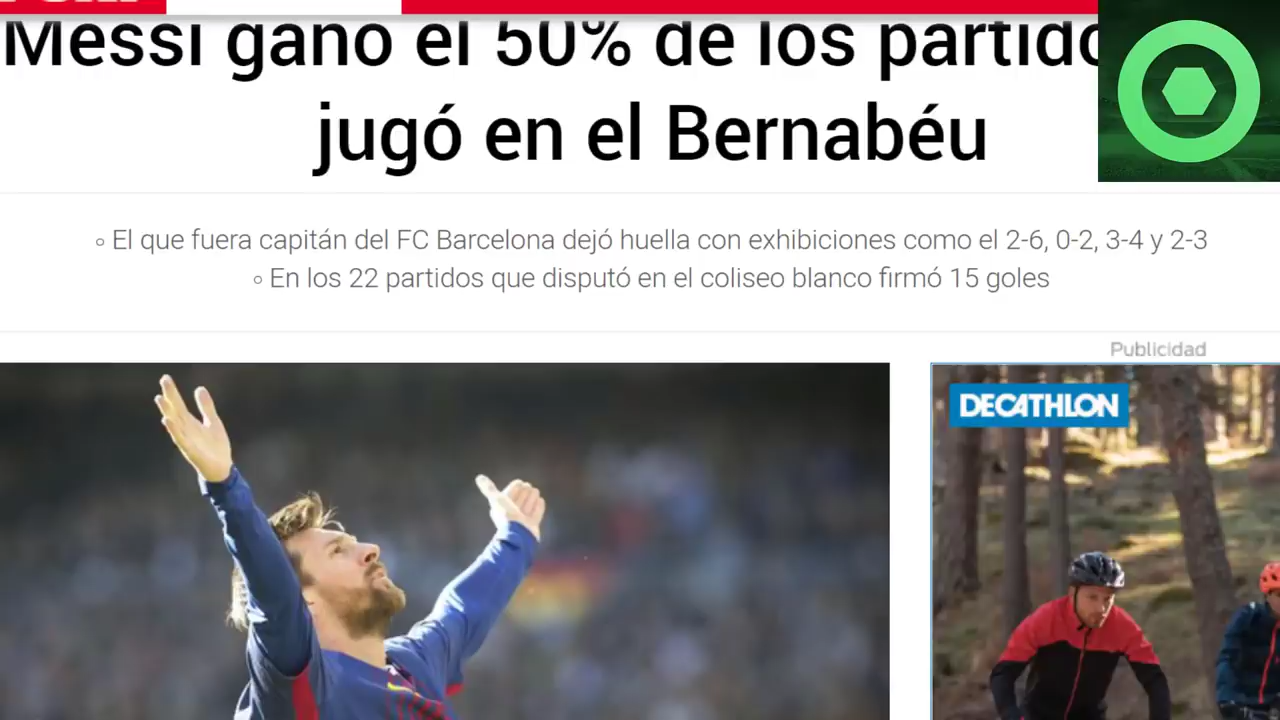 Messi ganó el 50% de los partido
jugó en el Bernabéu
◦ El que fuera capitán del FC Barcelona dejó huella con exhibiciones como el 2-6, 0-2, 3-4 y 2-3
◦ En los 22 partidos que disputó en el coliseo blanco firmó 15 goles
Publicidad
DECATHLON